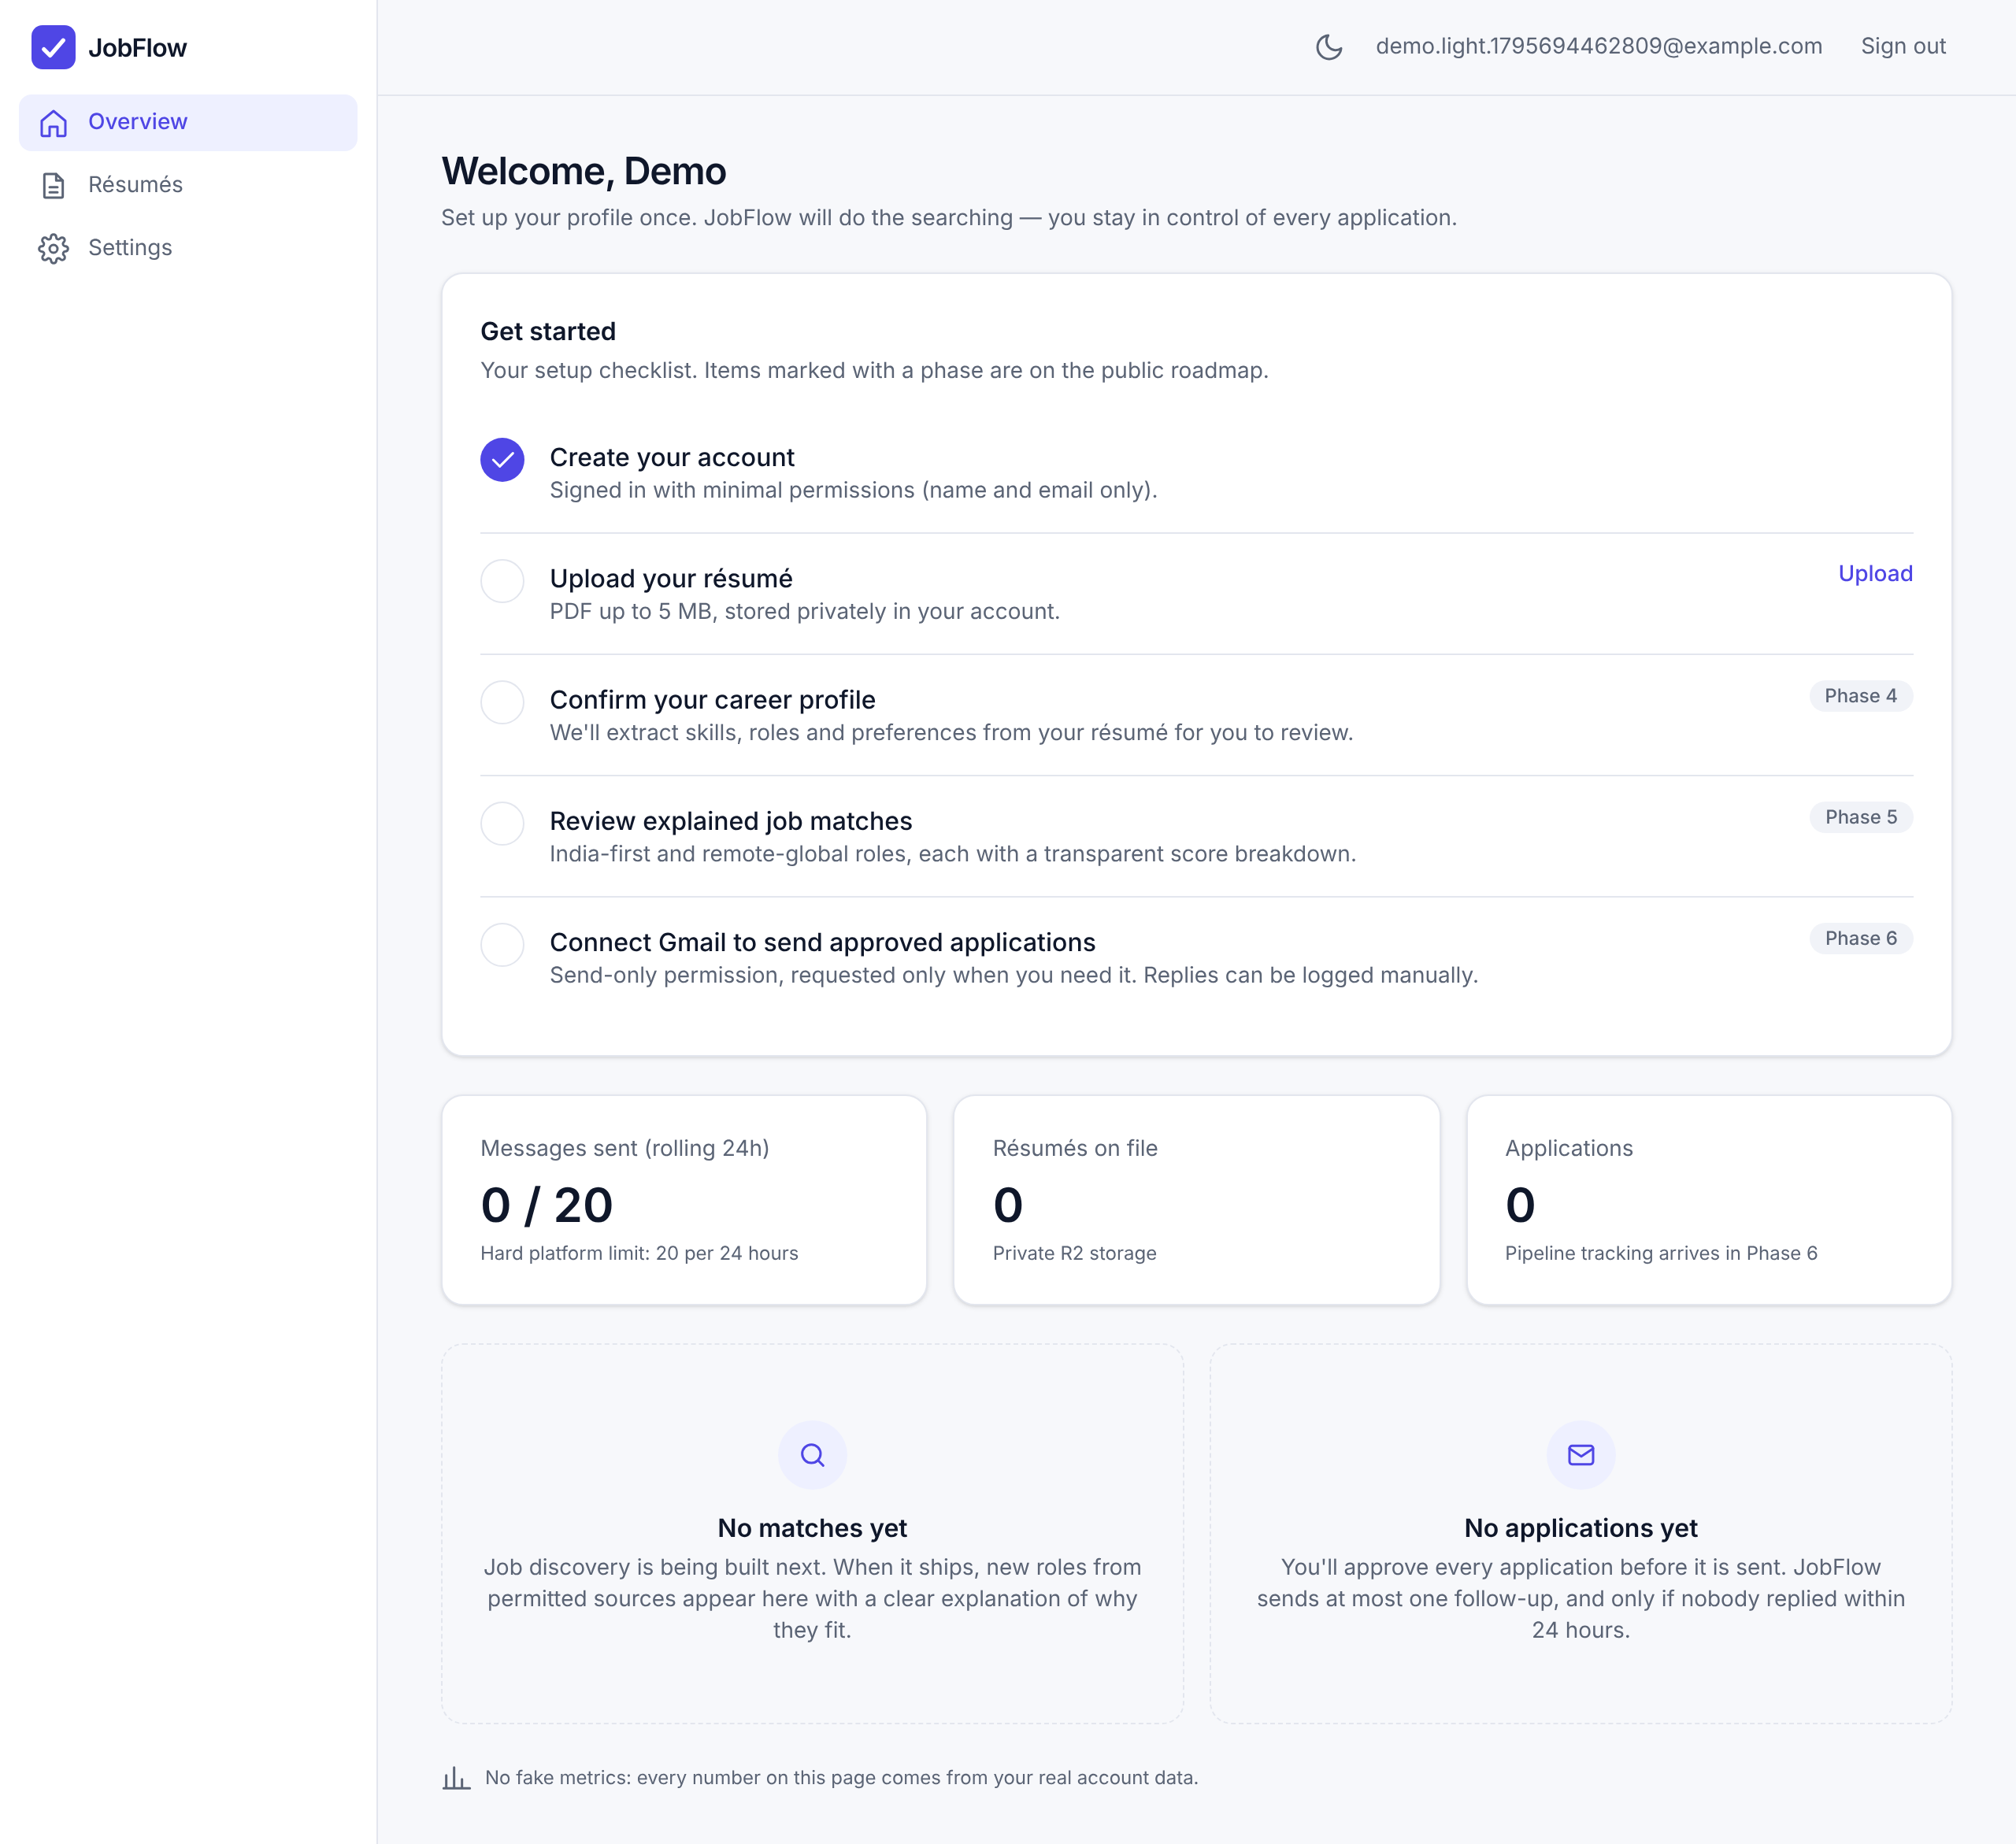 JobFlow
Overview
Résumés
Settings
demo.light.1795694462809@example.com
Sign out
Welcome, Demo
Set up your profile once. JobFlow will do the searching — you stay in control of every application.
Get started
Your setup checklist. Items marked with a phase are on the public roadmap.
Create your account
Signed in with minimal permissions (name and email only).
Upload your résumé
Upload
PDF up to 5 MB, stored privately in your account.
Confirm your career profile
Phase 4
We'll extract skills, roles and preferences from your résumé for you to review.
Review explained job matches
Phase 5
India-first and remote-global roles, each with a transparent score breakdown.
Connect Gmail to send approved applications
Phase 6
Send-only permission, requested only when you need it. Replies can be logged manually.
Messages sent (rolling 24h)
0 / 20
Hard platform limit: 20 per 24 hours
Résumés on file
0
Private R2 storage
Applications
0
Pipeline tracking arrives in Phase 6
No matches yet
Job discovery is being built next. When it ships, new roles from
permitted sources appear here with a clear explanation of why
they fit.
No applications yet
You'll approve every application before it is sent. JobFlow
sends at most one follow-up, and only if nobody replied within
24 hours.
No fake metrics: every number on this page comes from your real account data.